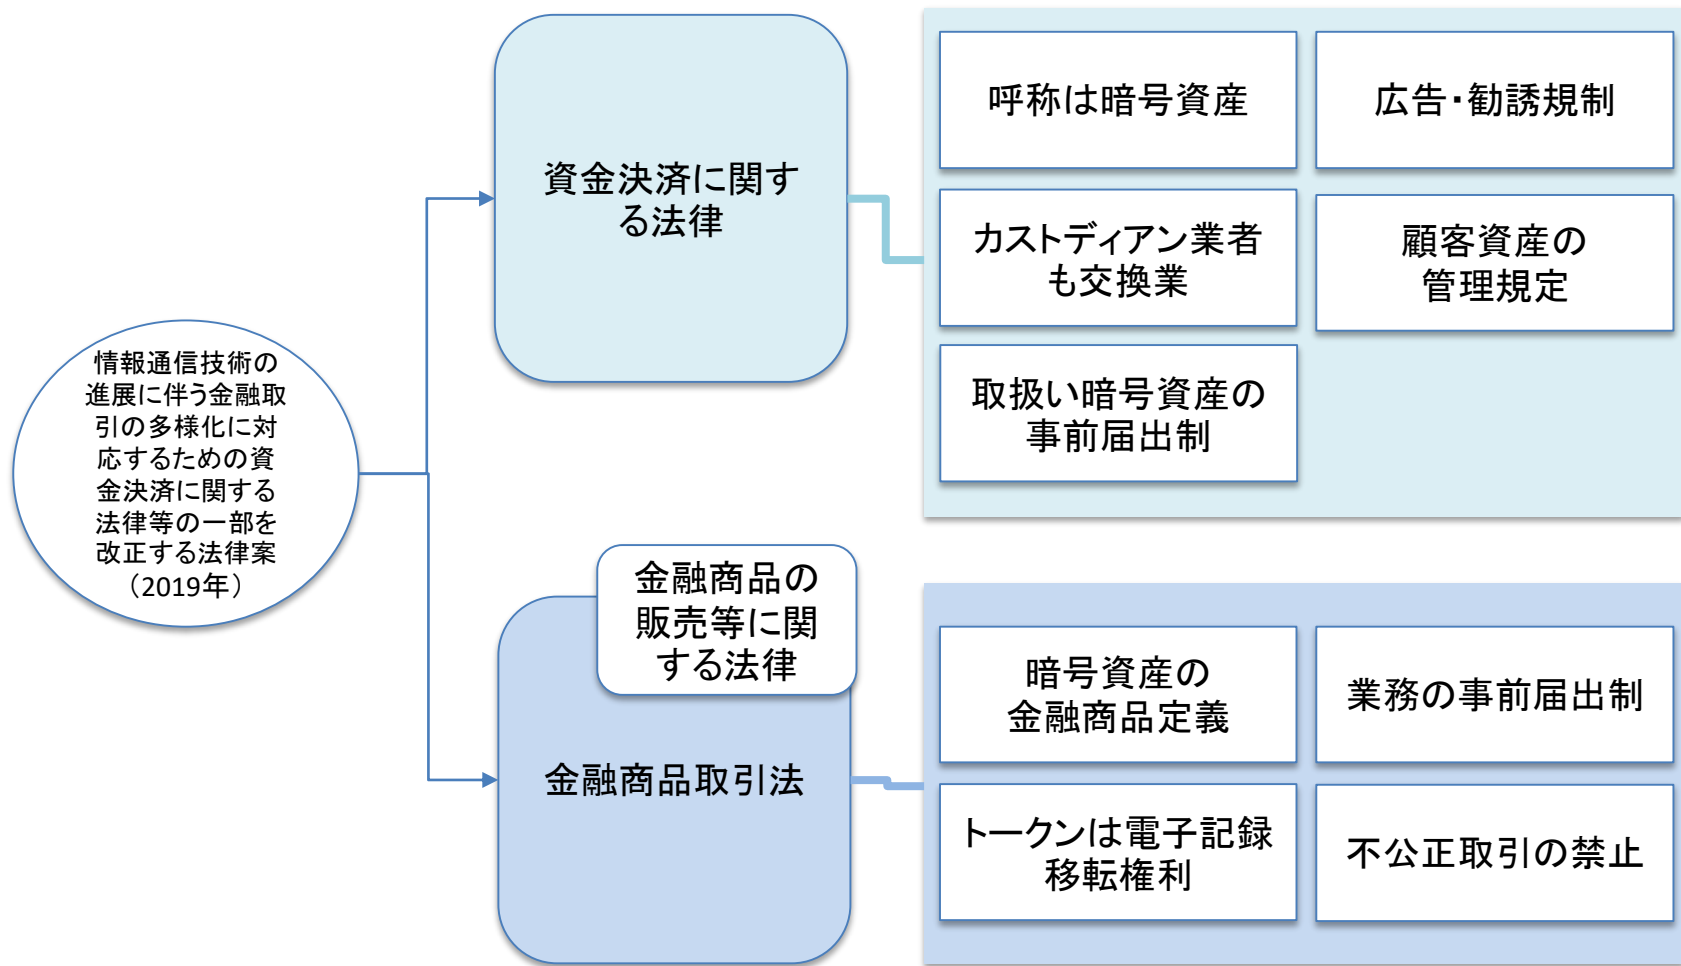 情報通信技術の
進展に伴う金融取
引の多様化に対
応するための資
金決済に関する
法律等の一部を
改正する法律案
（2019年）
資金決済に関す
る法律
呼称は暗号資産
広告・勧誘規制
カストディアン業者
も交換業
顧客資産の
管理規定
取扱い暗号資産の
事前届出制
金融商品の
販売等に関
する法律
金融商品取引法
暗号資産の
金融商品定義
業務の事前届出制
トークンは電子記録
移転権利
不公正取引の禁止